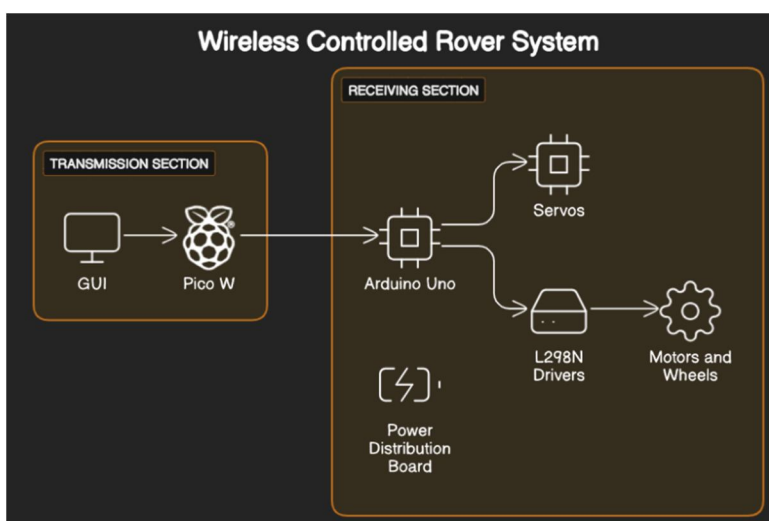 Wireless Controlled Rover System
RECEIVING SECTION
TRANSMISSION SECTION
Servos
GUI
Pico W
Arduino Uno
L298N
Drivers
Motors and
Wheels
Power
Distribution
Board